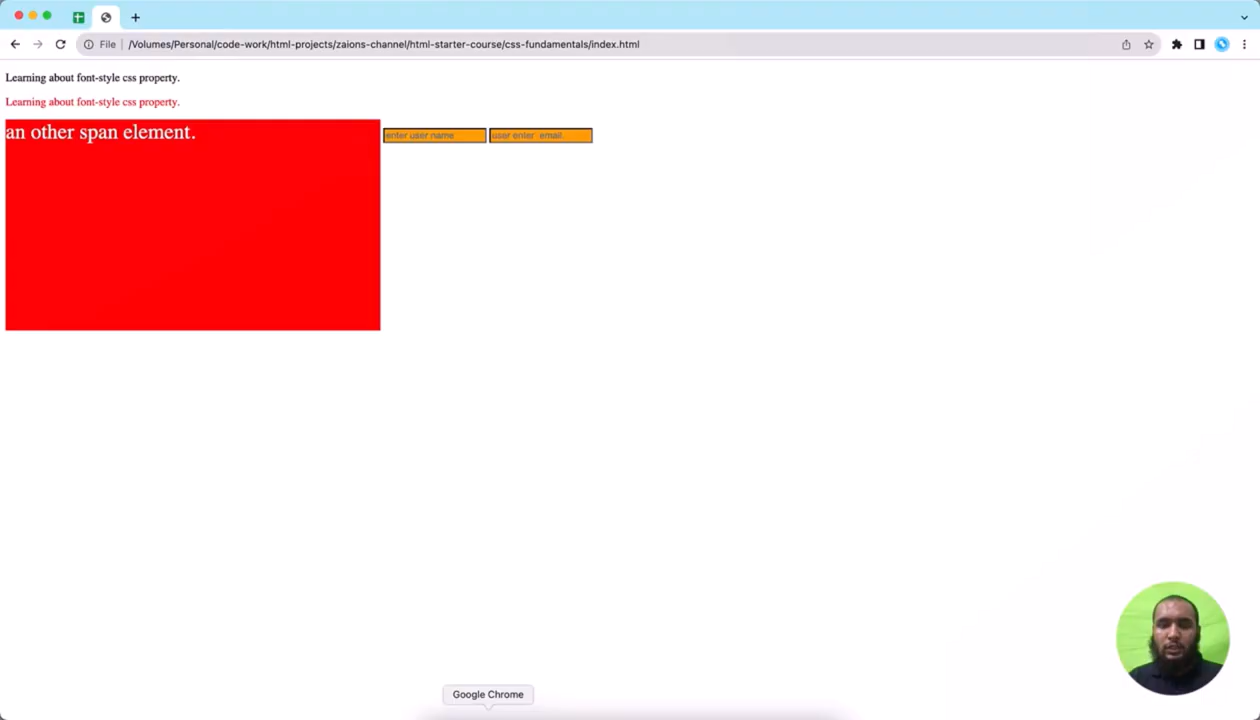 File
/Volumes/Personal/code-work/html-projects/zaions-channel/html-starter-course/css-fundamentals/index.html
Learning about font-style css property.
Learning about font-style css property.
an other span element.
enter user name
user enter email
Google Chrome